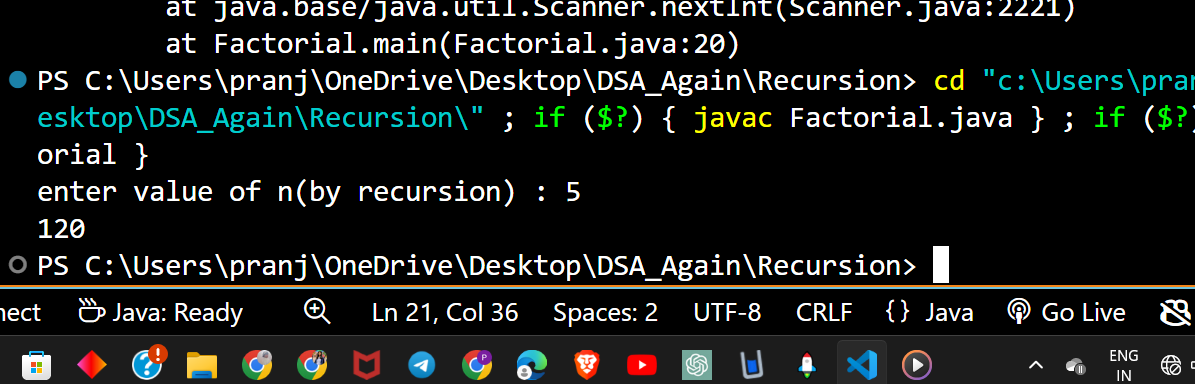 at java.base/java.util.Scanner.nextInt(Scanner.java:2221)
at Factorial.main(Factorial.java:20)
PS C:\Users\pranj\OneDrive\Desktop\DSA_Again\Recursion> cd "c:\Users\pran
esktop\DSA_Again\Recursion\" ; if ($?) { javac Factorial.java } ; if ($?)
orial }
enter value of n(by recursion) : 5
120
PS C:\Users\pranj\OneDrive\Desktop\DSA_Again\Recursion>
nect Java: Ready Ln 21, Col 36 Spaces: 2 UTF-8 CRLF {} Java Go Live
P ENG
IN